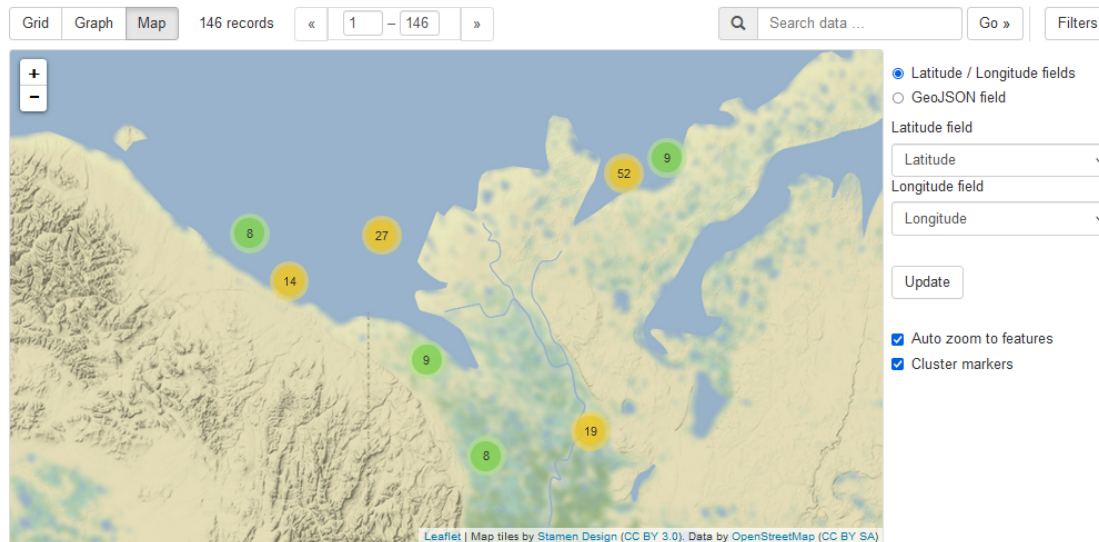 Grid Graph Map 146 records « 1 – 146 » Search data ... Go » Filters
+
−
Latitude / Longitude fields
GeoJSON field
Latitude field
Latitude
Longitude field
Longitude
Update
Auto zoom to features
Cluster markers
9
52
8
27
14
9
19
8
Leaflet | Map tiles by Stamen Design (CC BY 3.0). Data by OpenStreetMap (CC BY SA)